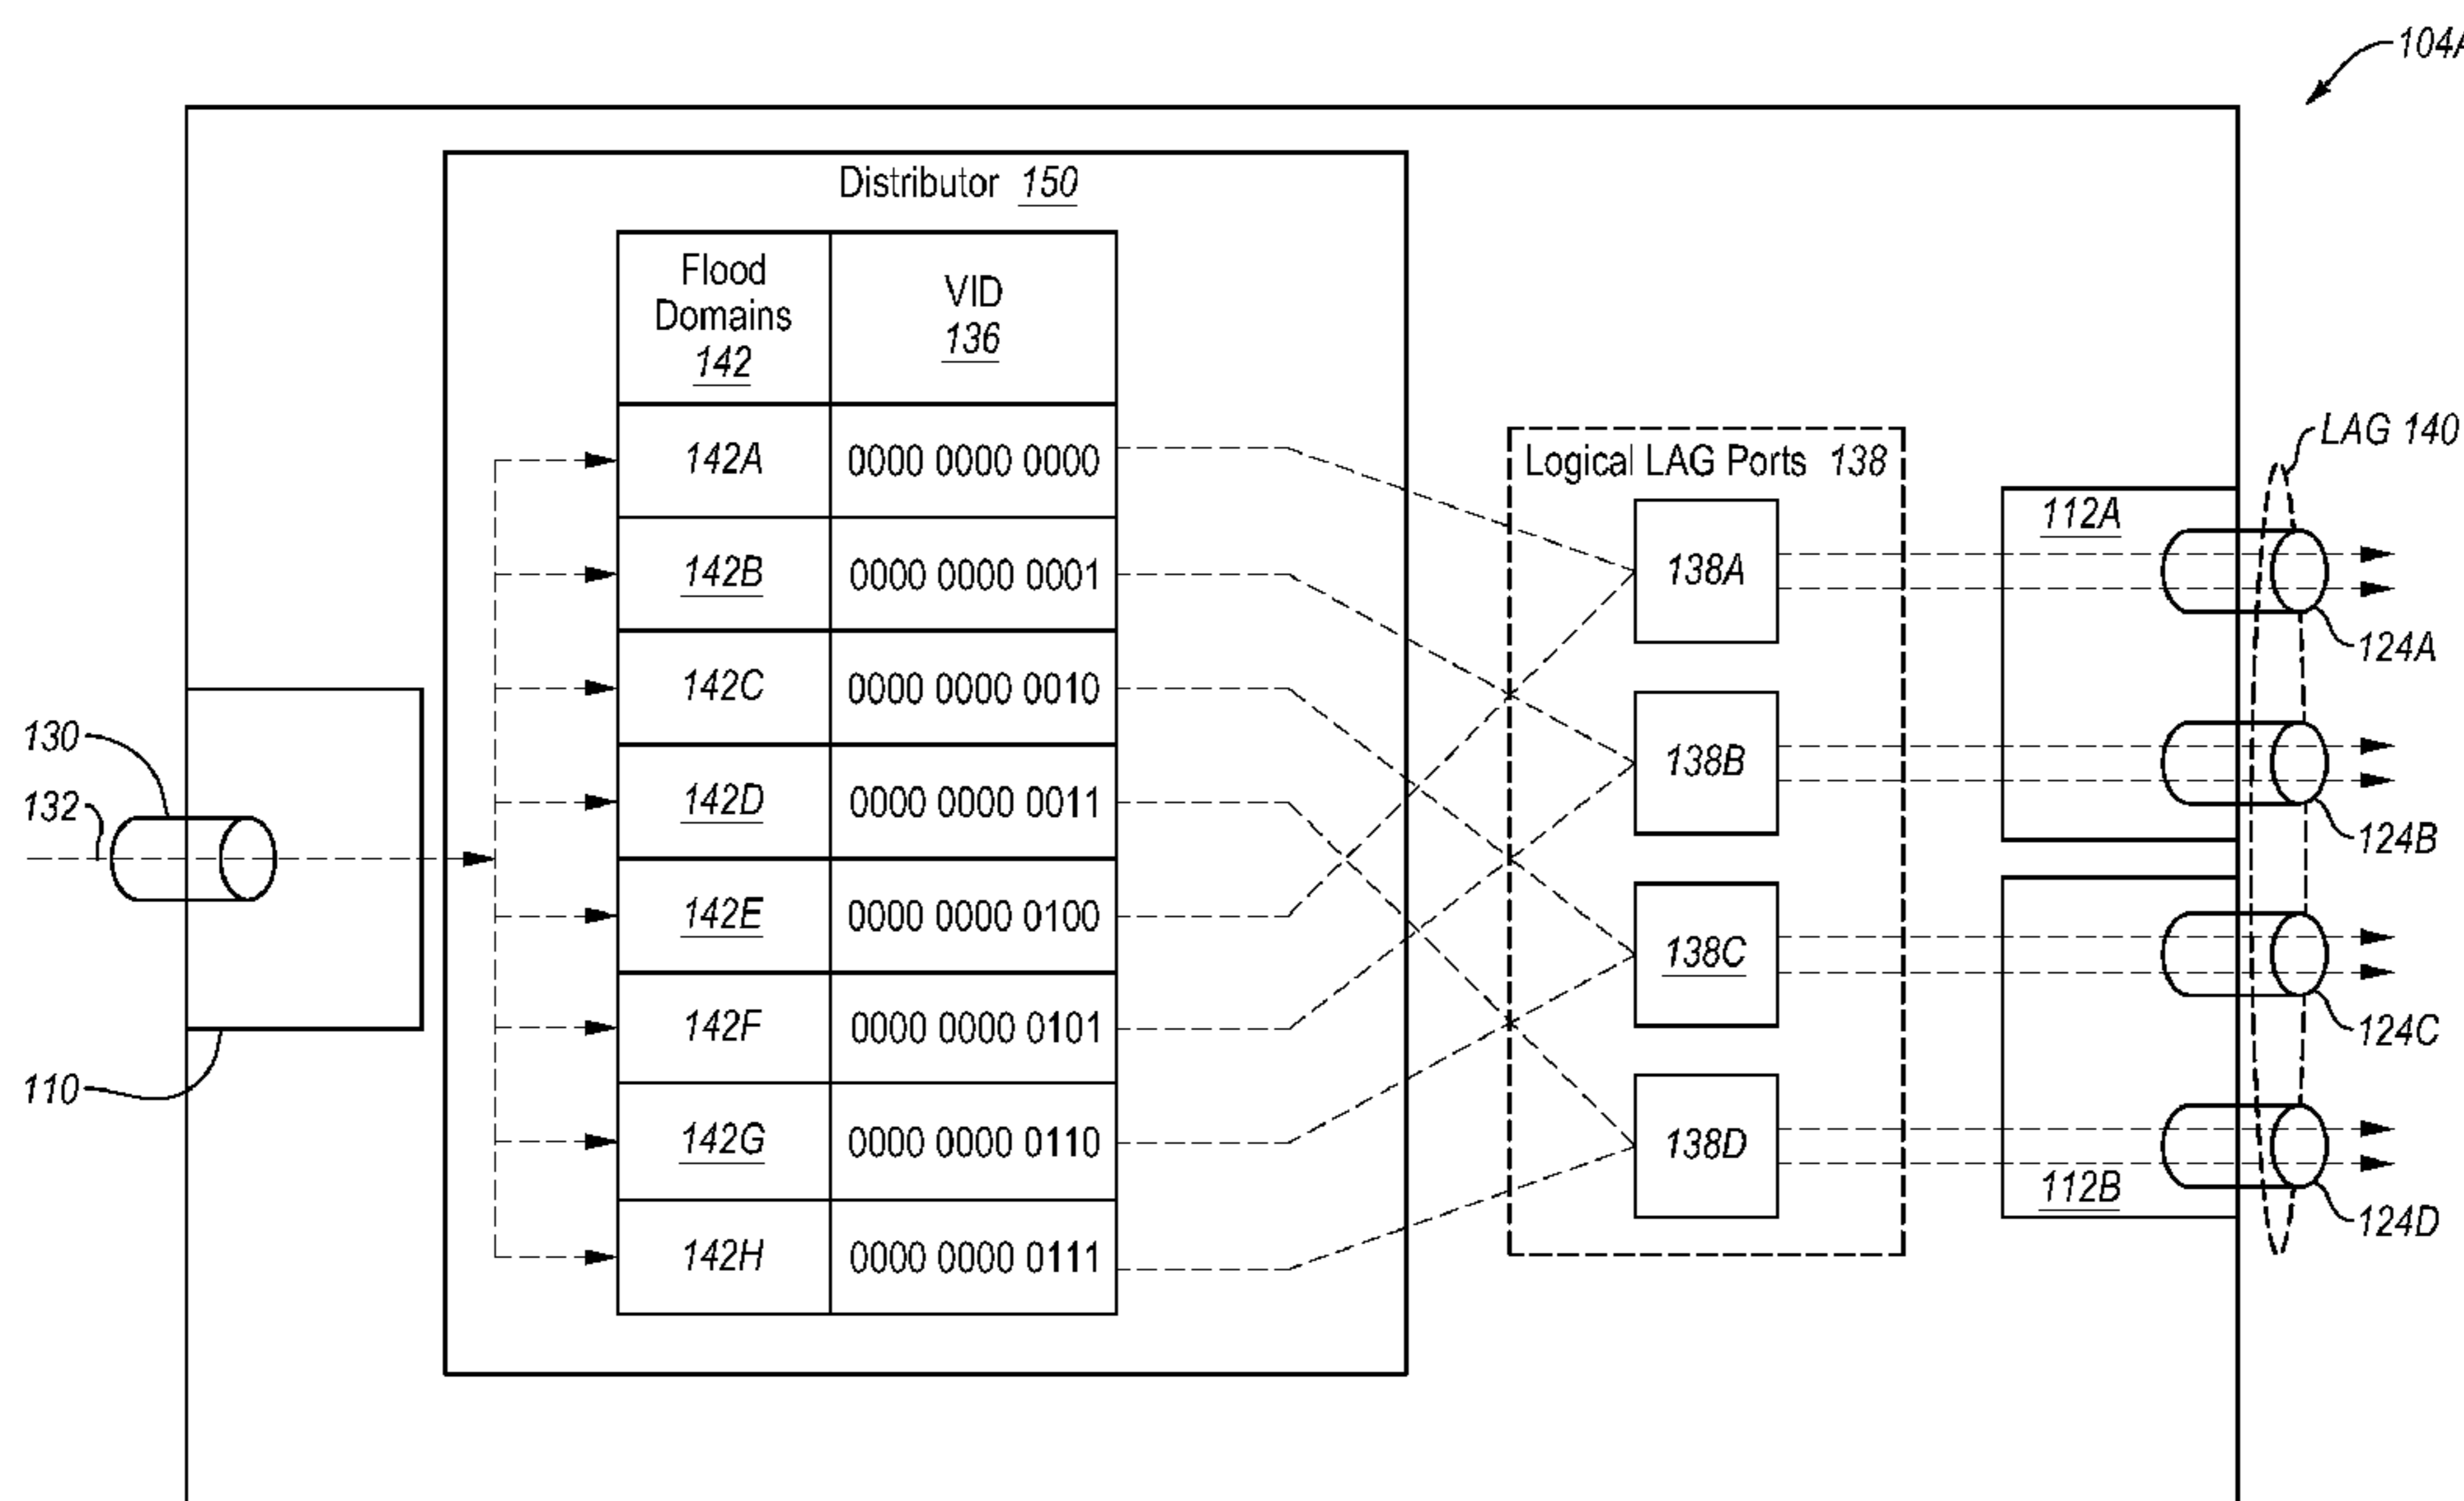 104A
Distributor 150
Flood
Domains
142
VID
136
142A 0000 0000 0000
142B 0000 0000 0001
142C 0000 0000 0010
142D 0000 0000 0011
142E 0000 0000 0100
142F 0000 0000 0101
142G 0000 0000 0110
142H 0000 0000 0111
130
132
110
Logical LAG Ports 138
138A
138B
138C
138D
112A
112B
LAG 140
124A
124B
124C
124D